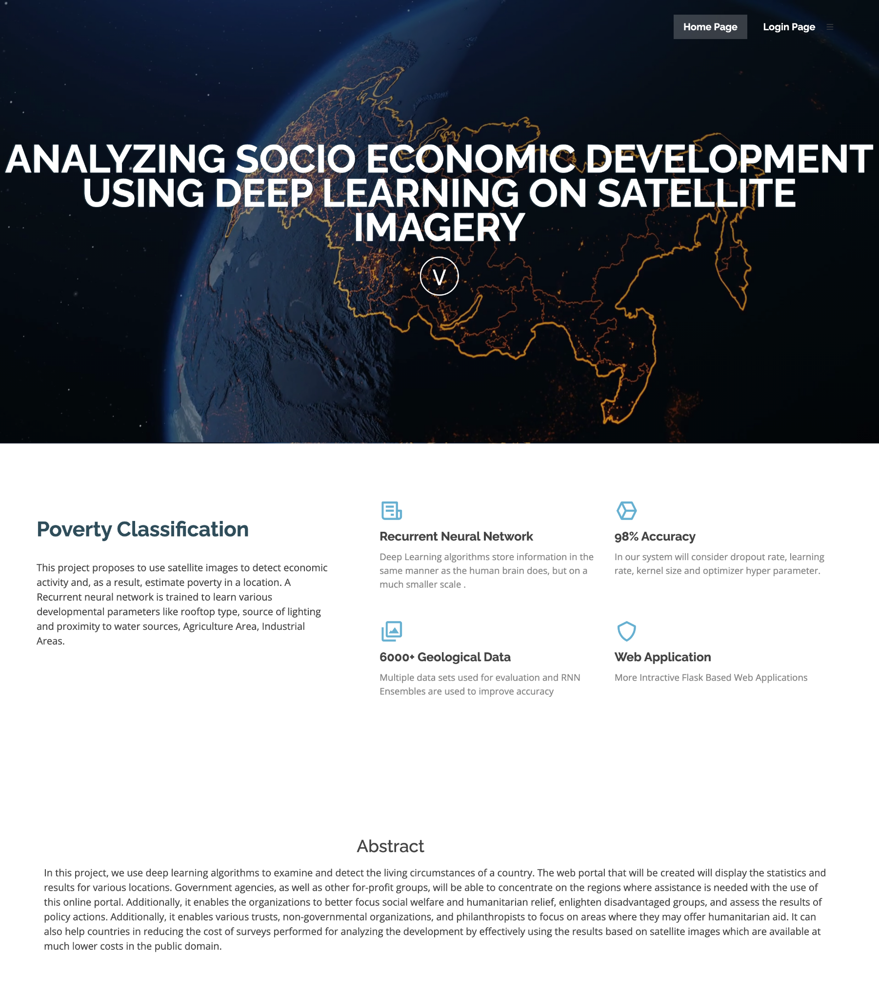 Home Page
Login Page
ANALYZING SOCIO ECONOMIC DEVELOPMENT
USING DEEP LEARNING ON SATELLITE
IMAGERY
V
Poverty Classification
This project proposes to use satellite images to detect economic
activity and, as a result, estimate poverty in a location. A
Recurrent neural network is trained to learn various
developmental parameters like rooftop type, source of lighting
and proximity to water sources, Agriculture Area, Industrial
Areas.
Recurrent Neural Network
Deep Learning algorithms store information in the
same manner as the human brain does, but on a
much smaller scale .
98% Accuracy
In our system will consider dropout rate, learning
rate, kernel size and optimizer hyper parameter.
6000+ Geological Data
Multiple data sets used for evaluation and RNN
Ensembles are used to improve accuracy
Web Application
More Intractive Flask Based Web Applications
Abstract
In this project, we use deep learning algorithms to examine and detect the living circumstances of a country. The web portal that will be created will display the statistics and
results for various locations. Government agencies, as well as other for-profit groups, will be able to concentrate on the regions where assistance is needed with the use of
this online portal. Additionally, it enables the organizations to better focus social welfare and humanitarian relief, enlighten disadvantaged groups, and assess the results of
policy actions. Additionally, it enables various trusts, non-governmental organizations, and philanthropists to focus on areas where they may offer humanitarian aid. It can
also help countries in reducing the cost of surveys performed for analyzing the development by effectively using the results based on satellite images which are available at
much lower costs in the public domain.